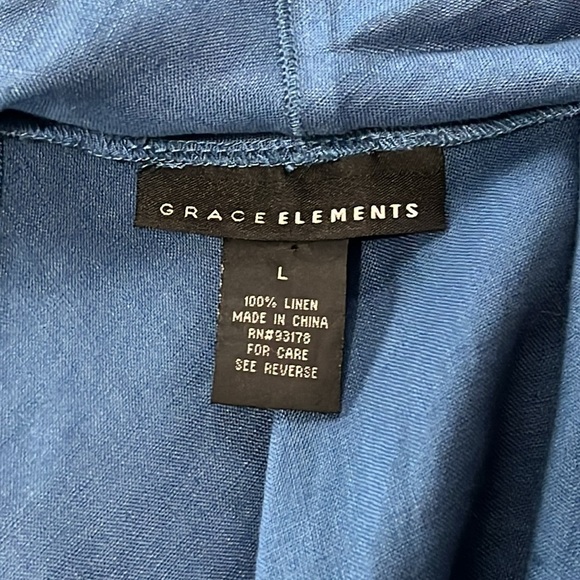 GRACE ELEMENTS
L
100% LINEN
MADE IN CHINA
RN#93178
FOR CARE
SEE REVERSE